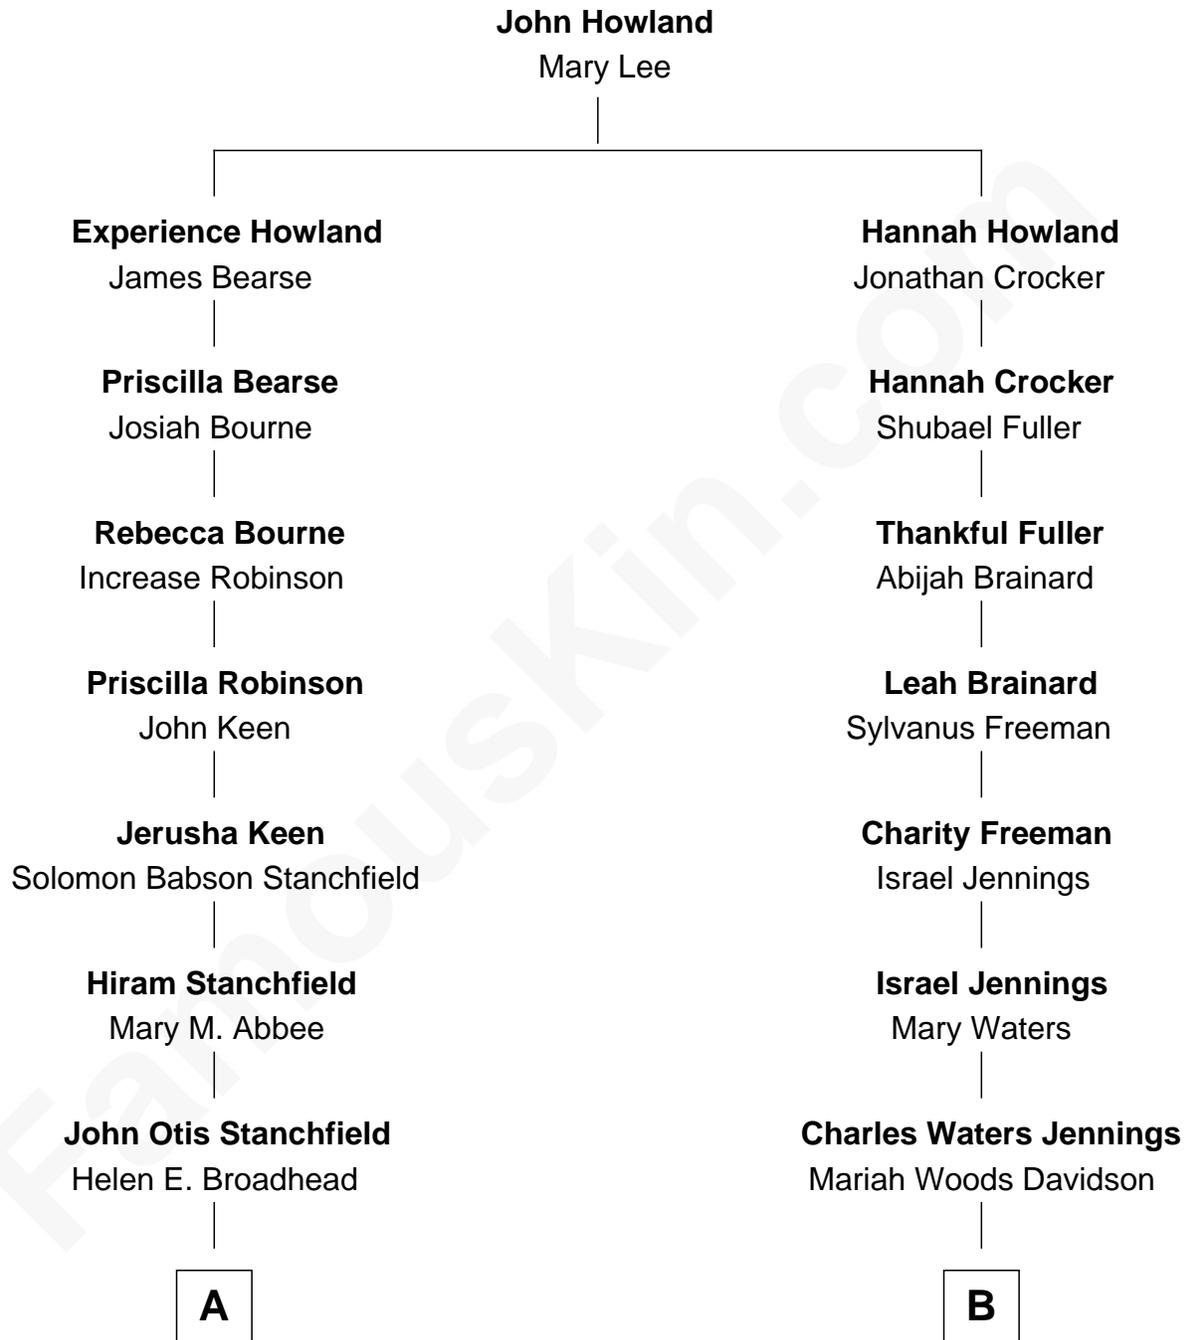 John Howland
Mary Lee
Experience Howland
James Bearse
Priscilla Bearse
Josiah Bourne
Rebecca Bourne
Increase Robinson
Priscilla Robinson
John Keen
Jerusha Keen
Solomon Babson Stanchfield
Hiram Stanchfield
Mary M. Abbee
John Otis Stanchfield
Helen E. Broadhead
A
Hannah Howland
Jonathan Crocker
Hannah Crocker
Shubael Fuller
Thankful Fuller
Abijah Brainard
Leah Brainard
Sylvanus Freeman
Charity Freeman
Israel Jennings
Israel Jennings
Mary Waters
Charles Waters Jennings
Mariah Woods Davidson
B
FamousKin.com